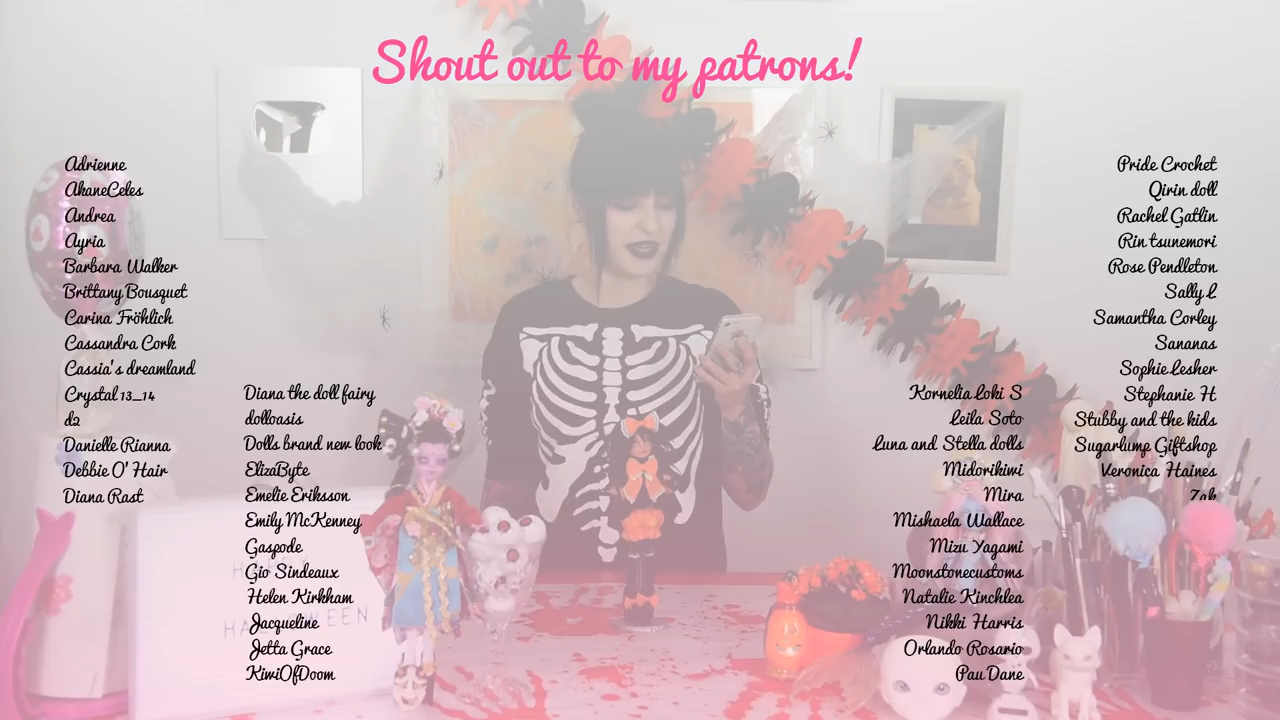 Shout out to my patrons!
Adrienne
AkaneCeles
Andrea
Ayria
Barbara Walker
Brittany Bousquet
Carina Fröhlich
Cassandra Cork
Cassia's dreamland
Crystal 13_14
d2
Danielle Rianna
Debbie O' Hair
Diana Rast
Diana the doll fairy
dolloasis
Dolls brand new look
ElizaByte
Emelie Eriksson
Emily McKenney
Gaspode
Gio Sindeaux
Helen Kirkham
Jacqueline
Jetta Grace
KiwiOfDoom
Kornelia Loki S
Leila Soto
Luna and Stella dolls
Midorikiwi
Mira
Mishaela Wallace
Mizu Yagami
Moonstonecustoms
Natalie Kinchlea
Nikki Harris
Orlando Rosario
Pau Dane
Pride Crochet
Qirin doll
Rachel Gatlin
Rin tsunemori
Rose Pendleton
Sally L
Samantha Corley
Sananas
Sophie Lesher
Stephanie H
Stubby and the kids
Sugarlump Giftshop
Veronica Haines
Zak
HAPPY
HALLOWEEN